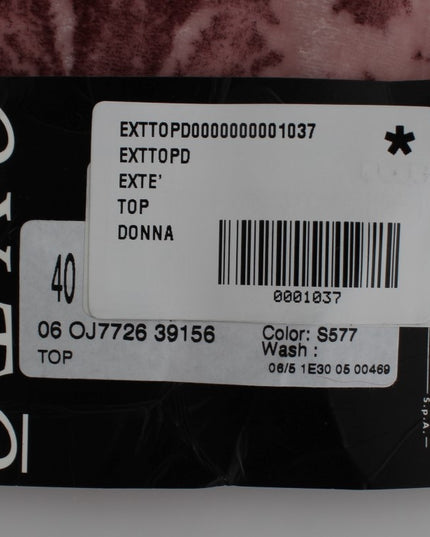 EXTTOPD0000000001037
EXTTOPD
EXTE'
TOP
DONNA
*
0001037
40
06 OJ7726 39156
Color: S577
Wash :
TOP
06/5 1E30 05 00469
S.p.A.